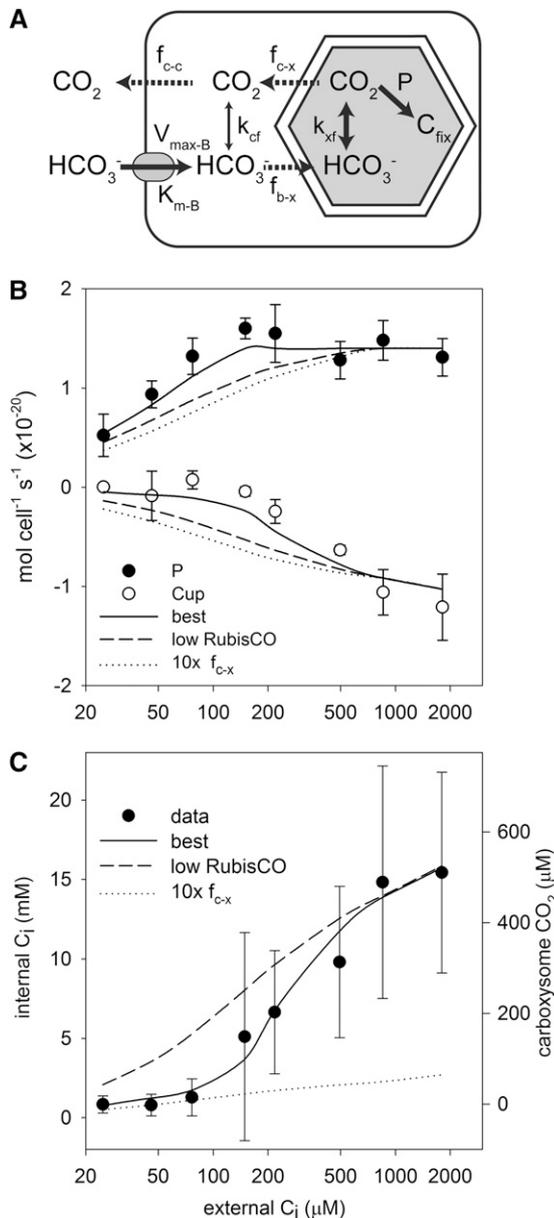 A
f c-c
f c-x
CO2 CO2 CO2 P
k cf k xf C fix
V max-B
HCO3- HCO3- HCO3-
K m-B f b-x
B
mol cell-1 s-1 (x10-20)
2
1
0
-1
-2
P
Cup
best
low RubisCO
10x f c-x
20 50 100 200 500 1000 2000
C
internal Ci (mM)
20
15
10
5
0
data
best
low RubisCO
10x f c-x
carboxysome CO2 (μM)
600
400
200
0
20 50 100 200 500 1000 2000
external Ci (μM)